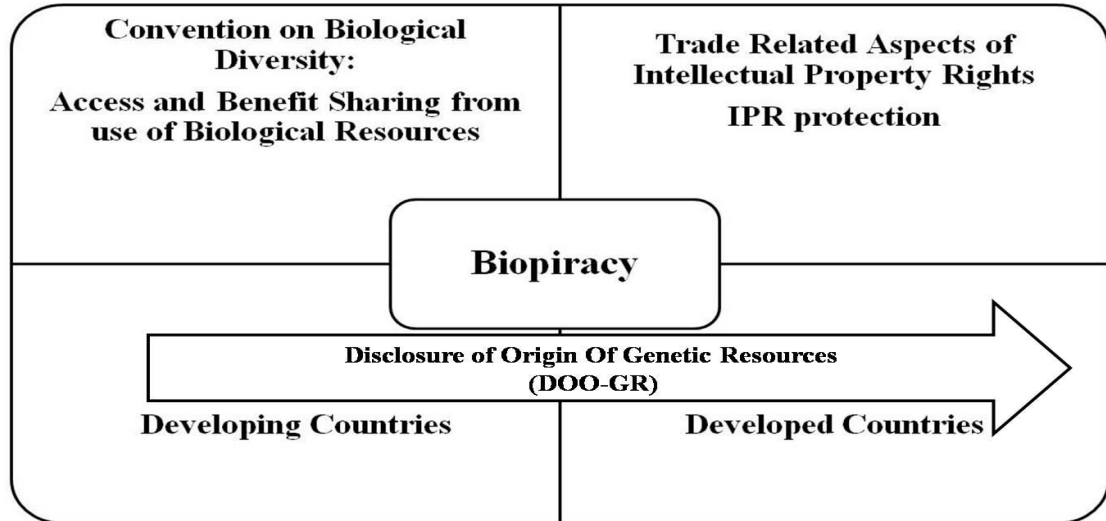 Convention on Biological
Diversity:
Access and Benefit Sharing from
use of Biological Resources
Trade Related Aspects of
Intellectual Property Rights
IPR protection
Biopiracy
Disclosure of Origin Of Genetic Resources
(DOO-GR)
Developing Countries
Developed Countries